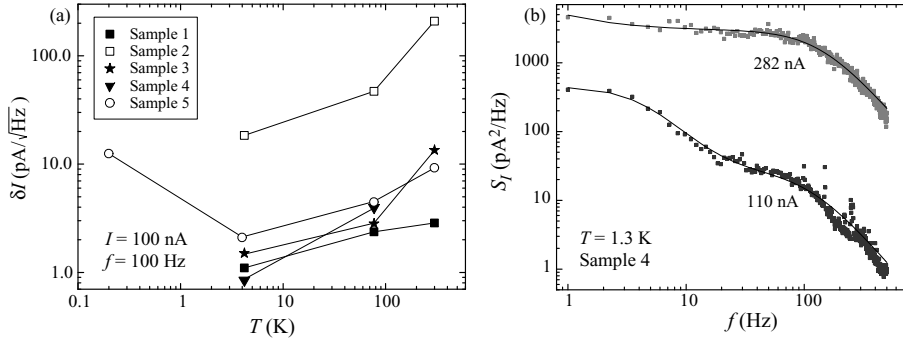 (a)
100.0
10.0
1.0
δI (pA/√Hz)
Sample 1
Sample 2
Sample 3
Sample 4
Sample 5
I = 100 nA
f = 100 Hz
0.1 1 10 100
T (K)
(b)
1000
100
10
1
S_I (pA²/Hz)
282 nA
110 nA
T = 1.3 K
Sample 4
1 10 100
f (Hz)